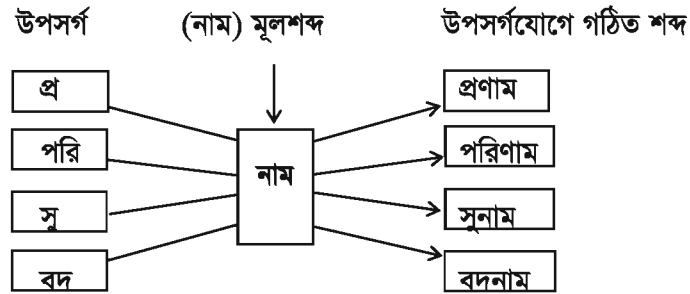 উপসর্গ (নাম) মূলশব্দ উপসর্গযোগে গঠিত শব্দ
প্র প্রণাম
পরি নাম পরিণাম
সু সুনাম
বদ বদনাম